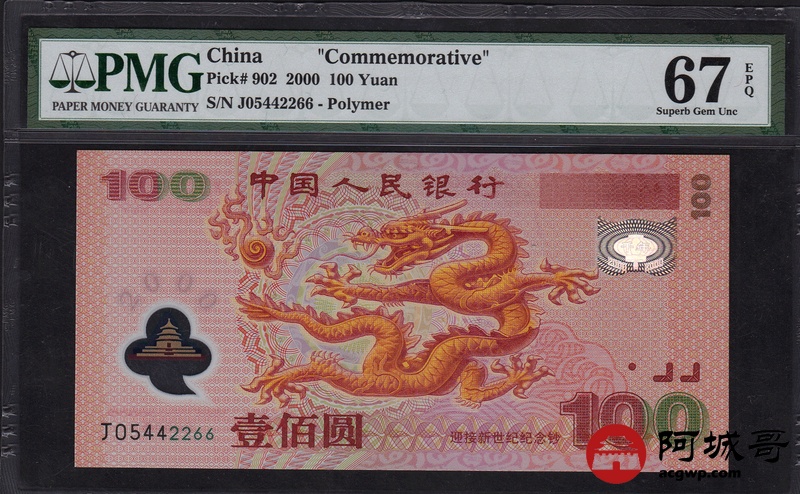 PMG
PAPER MONEY GUARANTY
China "Commemorative"
Pick# 902 2000 100 Yuan
S/N J05442266 - Polymer
67
EPQ
Superb Gem Unc
100
中国人民银行
100
2000
J05442266
壹佰圆
迎接新世纪纪念钞
100
阿城哥
acgwp.com